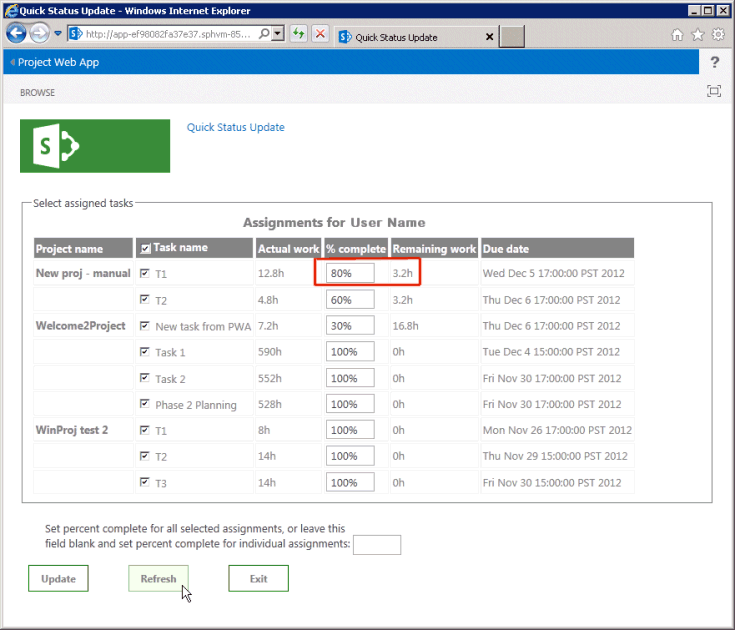 Quick Status Update - Windows Internet Explorer
http://app-ef98082fa37e37.sphvm-85...
Quick Status Update
Project Web App
?
BROWSE
S
Quick Status Update
Select assigned tasks
Assignments for User Name
Project name Task name Actual work % complete Remaining work Due date
New proj - manual T1 12.8h 80% 3.2h Wed Dec 5 17:00:00 PST 2012
T2 4.8h 60% 3.2h Thu Dec 6 17:00:00 PST 2012
Welcome2Project New task from PWA 7.2h 30% 16.8h Thu Dec 6 17:00:00 PST 2012
Task 1 590h 100% 0h Tue Dec 4 15:00:00 PST 2012
Task 2 552h 100% 0h Fri Nov 30 17:00:00 PST 2012
Phase 2 Planning 528h 100% 0h Fri Nov 30 17:00:00 PST 2012
WinProj test 2 T1 8h 100% 0h Mon Nov 26 17:00:00 PST 2012
T2 14h 100% 0h Thu Nov 29 15:00:00 PST 2012
T3 14h 100% 0h Fri Nov 30 15:00:00 PST 2012
Set percent complete for all selected assignments, or leave this
field blank and set percent complete for individual assignments:
Update Refresh Exit